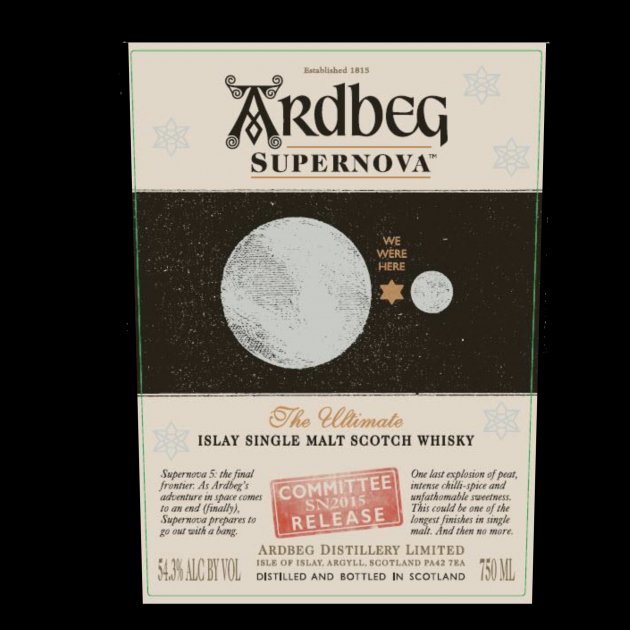 Established 1815
ARDBEG
SUPERNOVA™
WE
WERE
HERE
The Ultimate
ISLAY SINGLE MALT SCOTCH WHISKY
Supernova 5: the final
frontier. As Ardbeg's
adventure in space comes
to an end (finally),
Supernova prepares to
go out with a bang.
COMMITTEE
SN2015
RELEASE
One last explosion of peat,
intense chilli-spice and
unfathomable sweetness.
This could be one of the
longest finishes in single
malt. And then no more.
ARDBEG DISTILLERY LIMITED
ISLE OF ISLAY, ARGYLL, SCOTLAND PA42 7EA
54.3% ALC BY VOL
DISTILLED AND BOTTLED IN SCOTLAND
750 ML